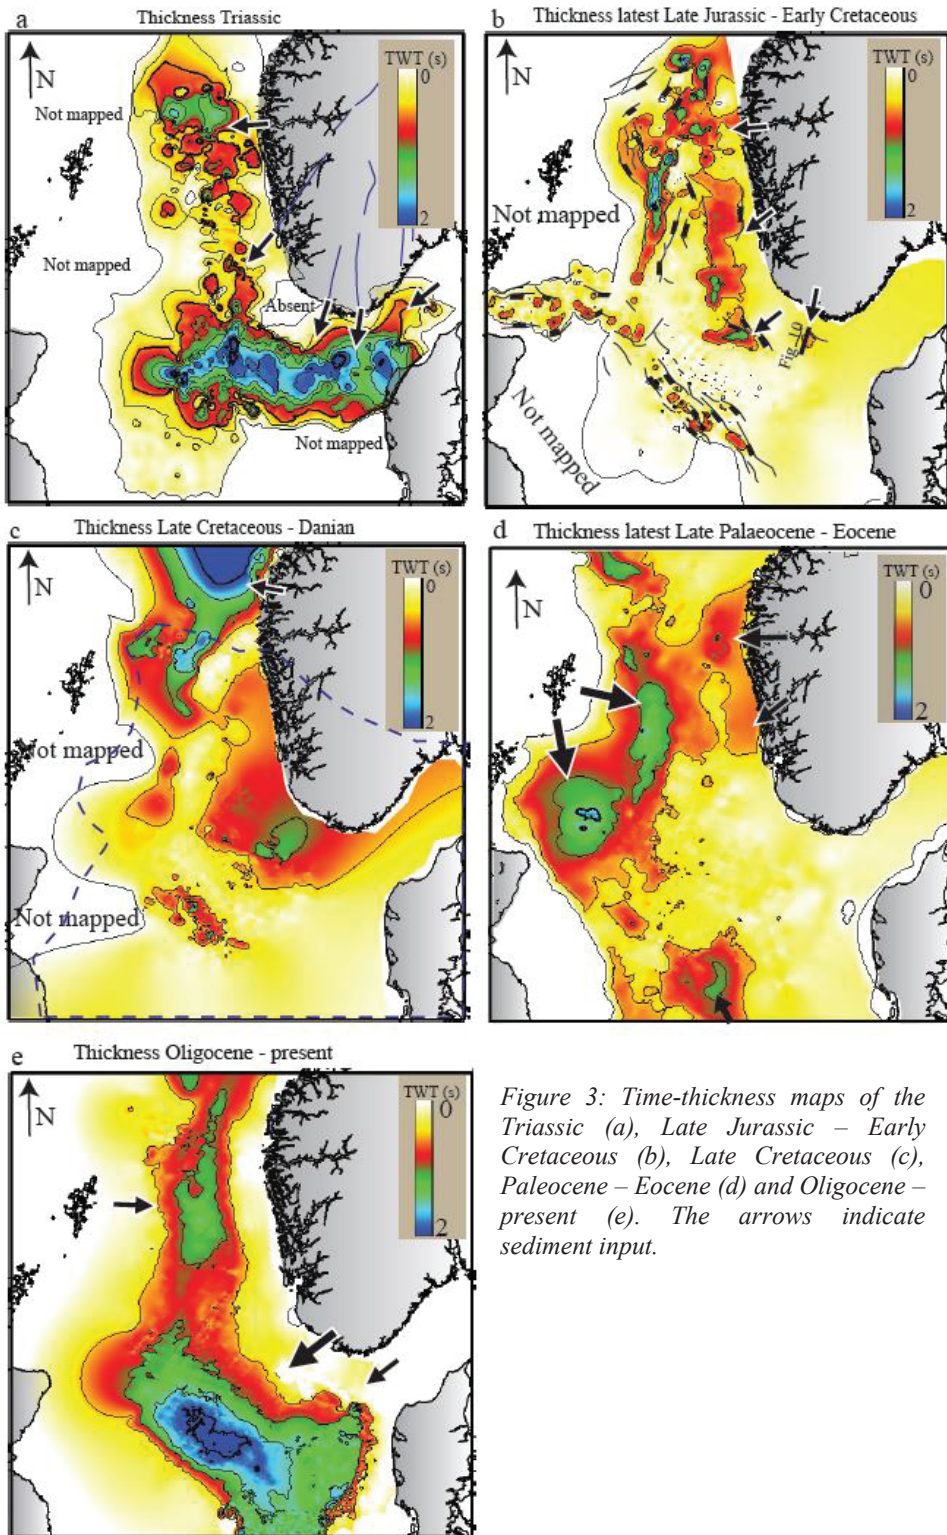 a
Thickness Triassic
N
TWT (s)
0
2
Not mapped
Not mapped
Absent
Not mapped
b
Thickness latest Late Jurassic - Early Cretaceous
N
TWT (s)
0
2
Not mapped
Fig. 10
Not mapped
c
Thickness Late Cretaceous - Danian
N
TWT (s)
0
2
Not mapped
Not mapped
d
Thickness latest Late Palaeocene - Eocene
N
TWT (s)
0
2
e
Thickness Oligocene - present
N
TWT (s)
0
2
Figure 3: Time-thickness maps of the
Triassic (a), Late Jurassic – Early
Cretaceous (b), Late Cretaceous (c),
Paleocene – Eocene (d) and Oligocene –
present (e). The arrows indicate
sediment input.